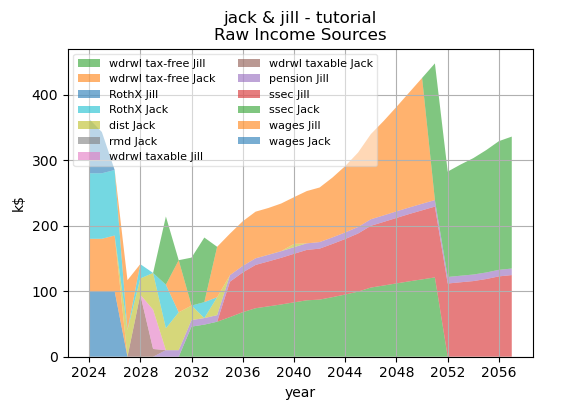 jack & jill - tutorial
Raw Income Sources
wdrwl tax-free Jill
wdrwl tax-free Jack
RothX Jill
RothX Jack
dist Jack
rmd Jack
wdrwl taxable Jill
wdrwl taxable Jack
pension Jill
ssec Jill
ssec Jack
wages Jill
wages Jack
k$
400
300
200
100
0
2024 2028 2032 2036 2040 2044 2048 2052 2056
year